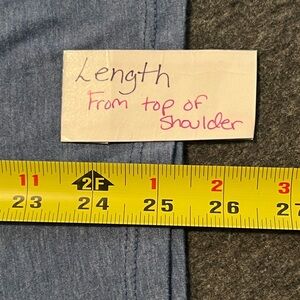 Length
From top of
Shoulder
11 2F 1 2 3
23 24 25 26 27